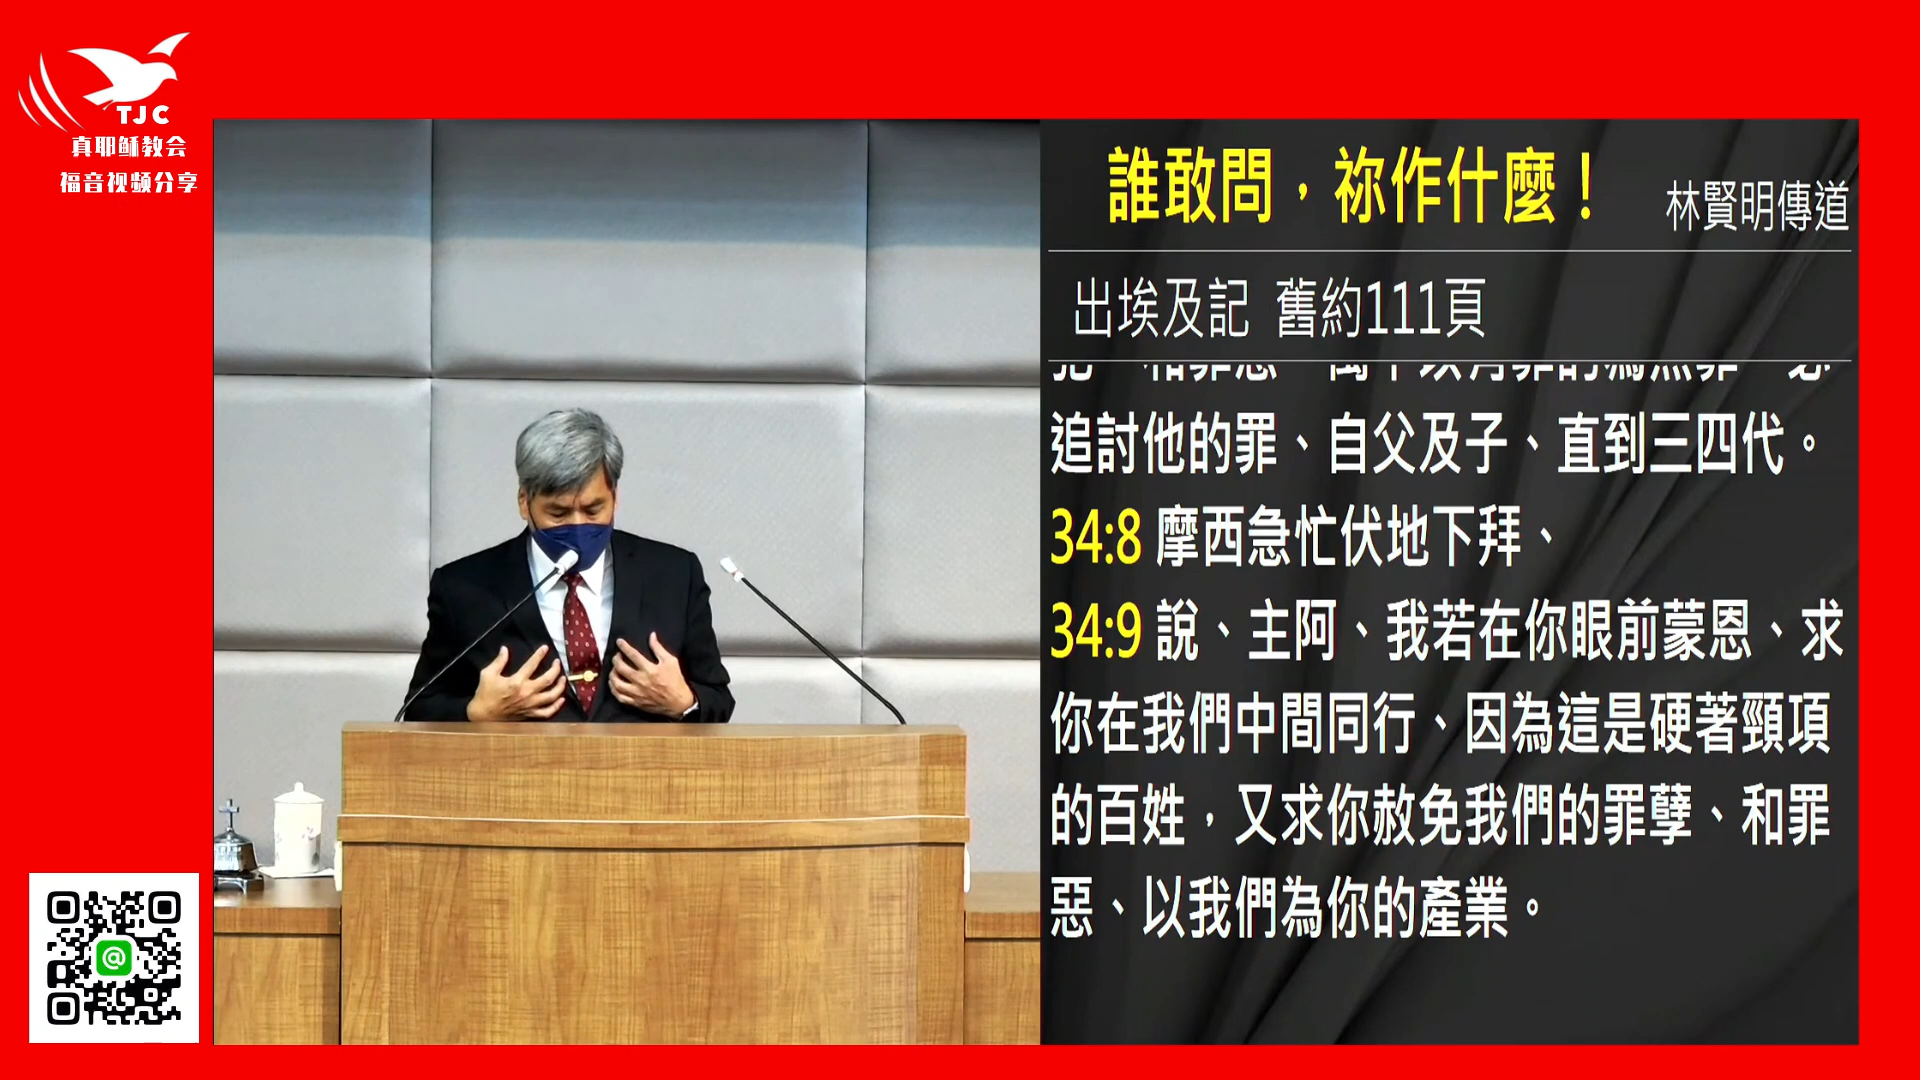 TJC
真耶穌教会
福音视频分享
誰敢問，祢作什麼！
林賢明傳道
出埃及記 舊約111頁
追討他的罪、自父及子、直到三四代。
34:8 摩西急忙伏地下拜、
34:9 說、主阿、我若在你眼前蒙恩、求
你在我們中間同行、因為這是硬著頸項
的百姓，又求你赦免我們的罪孽、和罪
惡、以我們為你的產業。
@